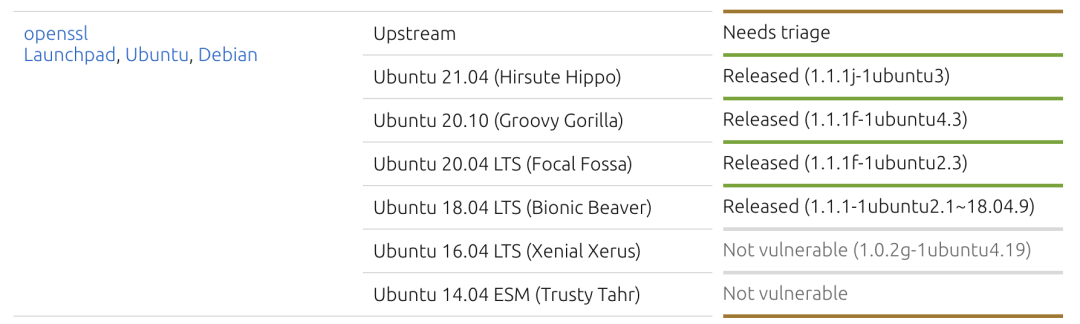 openssl
Launchpad, Ubuntu, Debian
Upstream Needs triage
Ubuntu 21.04 (Hirsute Hippo) Released (1.1.1j-1ubuntu3)
Ubuntu 20.10 (Groovy Gorilla) Released (1.1.1f-1ubuntu4.3)
Ubuntu 20.04 LTS (Focal Fossa) Released (1.1.1f-1ubuntu2.3)
Ubuntu 18.04 LTS (Bionic Beaver) Released (1.1.1-1ubuntu2.1~18.04.9)
Ubuntu 16.04 LTS (Xenial Xerus) Not vulnerable (1.0.2g-1ubuntu4.19)
Ubuntu 14.04 ESM (Trusty Tahr) Not vulnerable